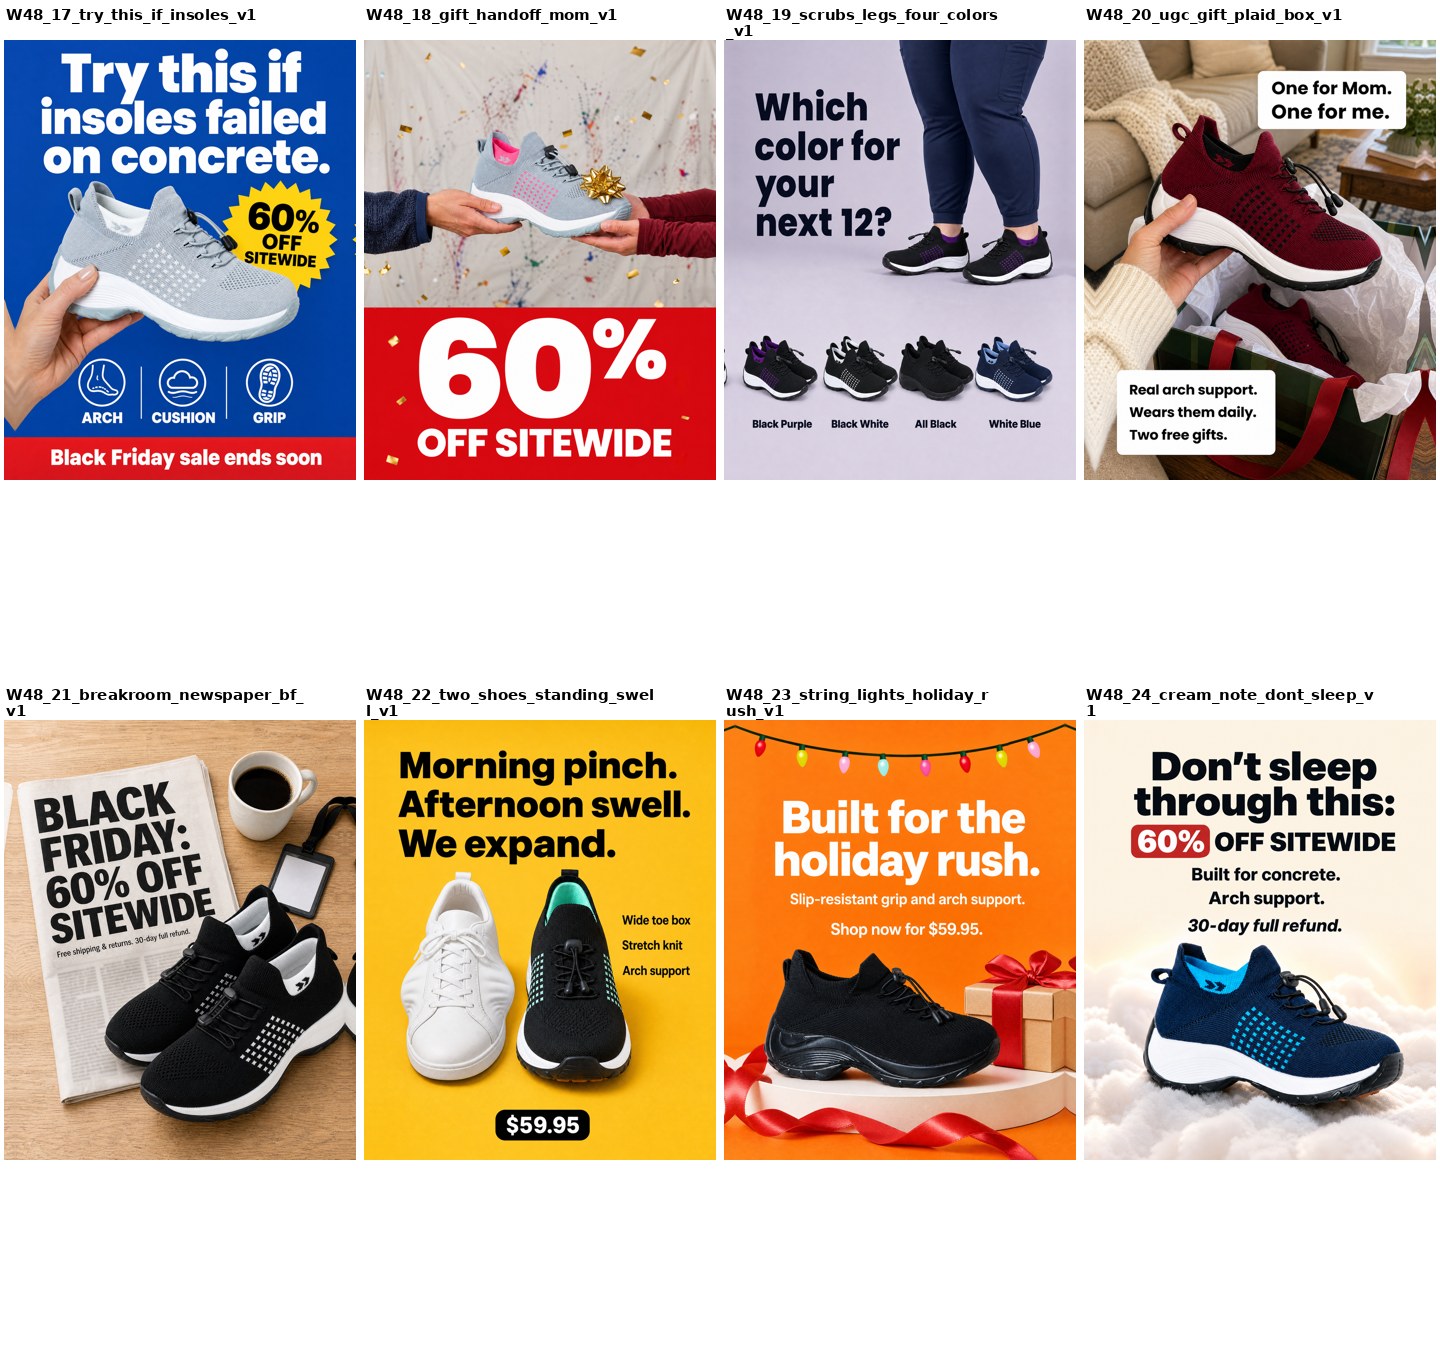 W48_17_try_this_if_insoles_v1
Try this if
insoles failed
on concrete.
60%
OFF
SITEWIDE
ARCH
CUSHION
GRIP
Black Friday sale ends soon
W48_18_gift_handoff_mom_v1
60%
OFF SITEWIDE
W48_19_scrubs_legs_four_colors
_v1
Which
color for
your
next 12?
Black Purple
Black White
All Black
White Blue
W48_20_ugc_gift_plaid_box_v1
One for Mom.
One for me.
Real arch support.
Wears them daily.
Two free gifts.
W48_21_breakroom_newspaper_bf_
v1
BLACK
FRIDAY:
60% OFF
SITEWIDE
Free shipping & returns. 30-day full refund.
W48_22_two_shoes_standing_swel
l_v1
Morning pinch.
Afternoon swell.
We expand.
Wide toe box
Stretch knit
Arch support
$59.95
W48_23_string_lights_holiday_r
ush_v1
Built for the
holiday rush.
Slip-resistant grip and arch support.
Shop now for $59.95.
W48_24_cream_note_dont_sleep_v
1
Don't sleep
through this:
60% OFF SITEWIDE
Built for concrete.
Arch support.
30-day full refund.